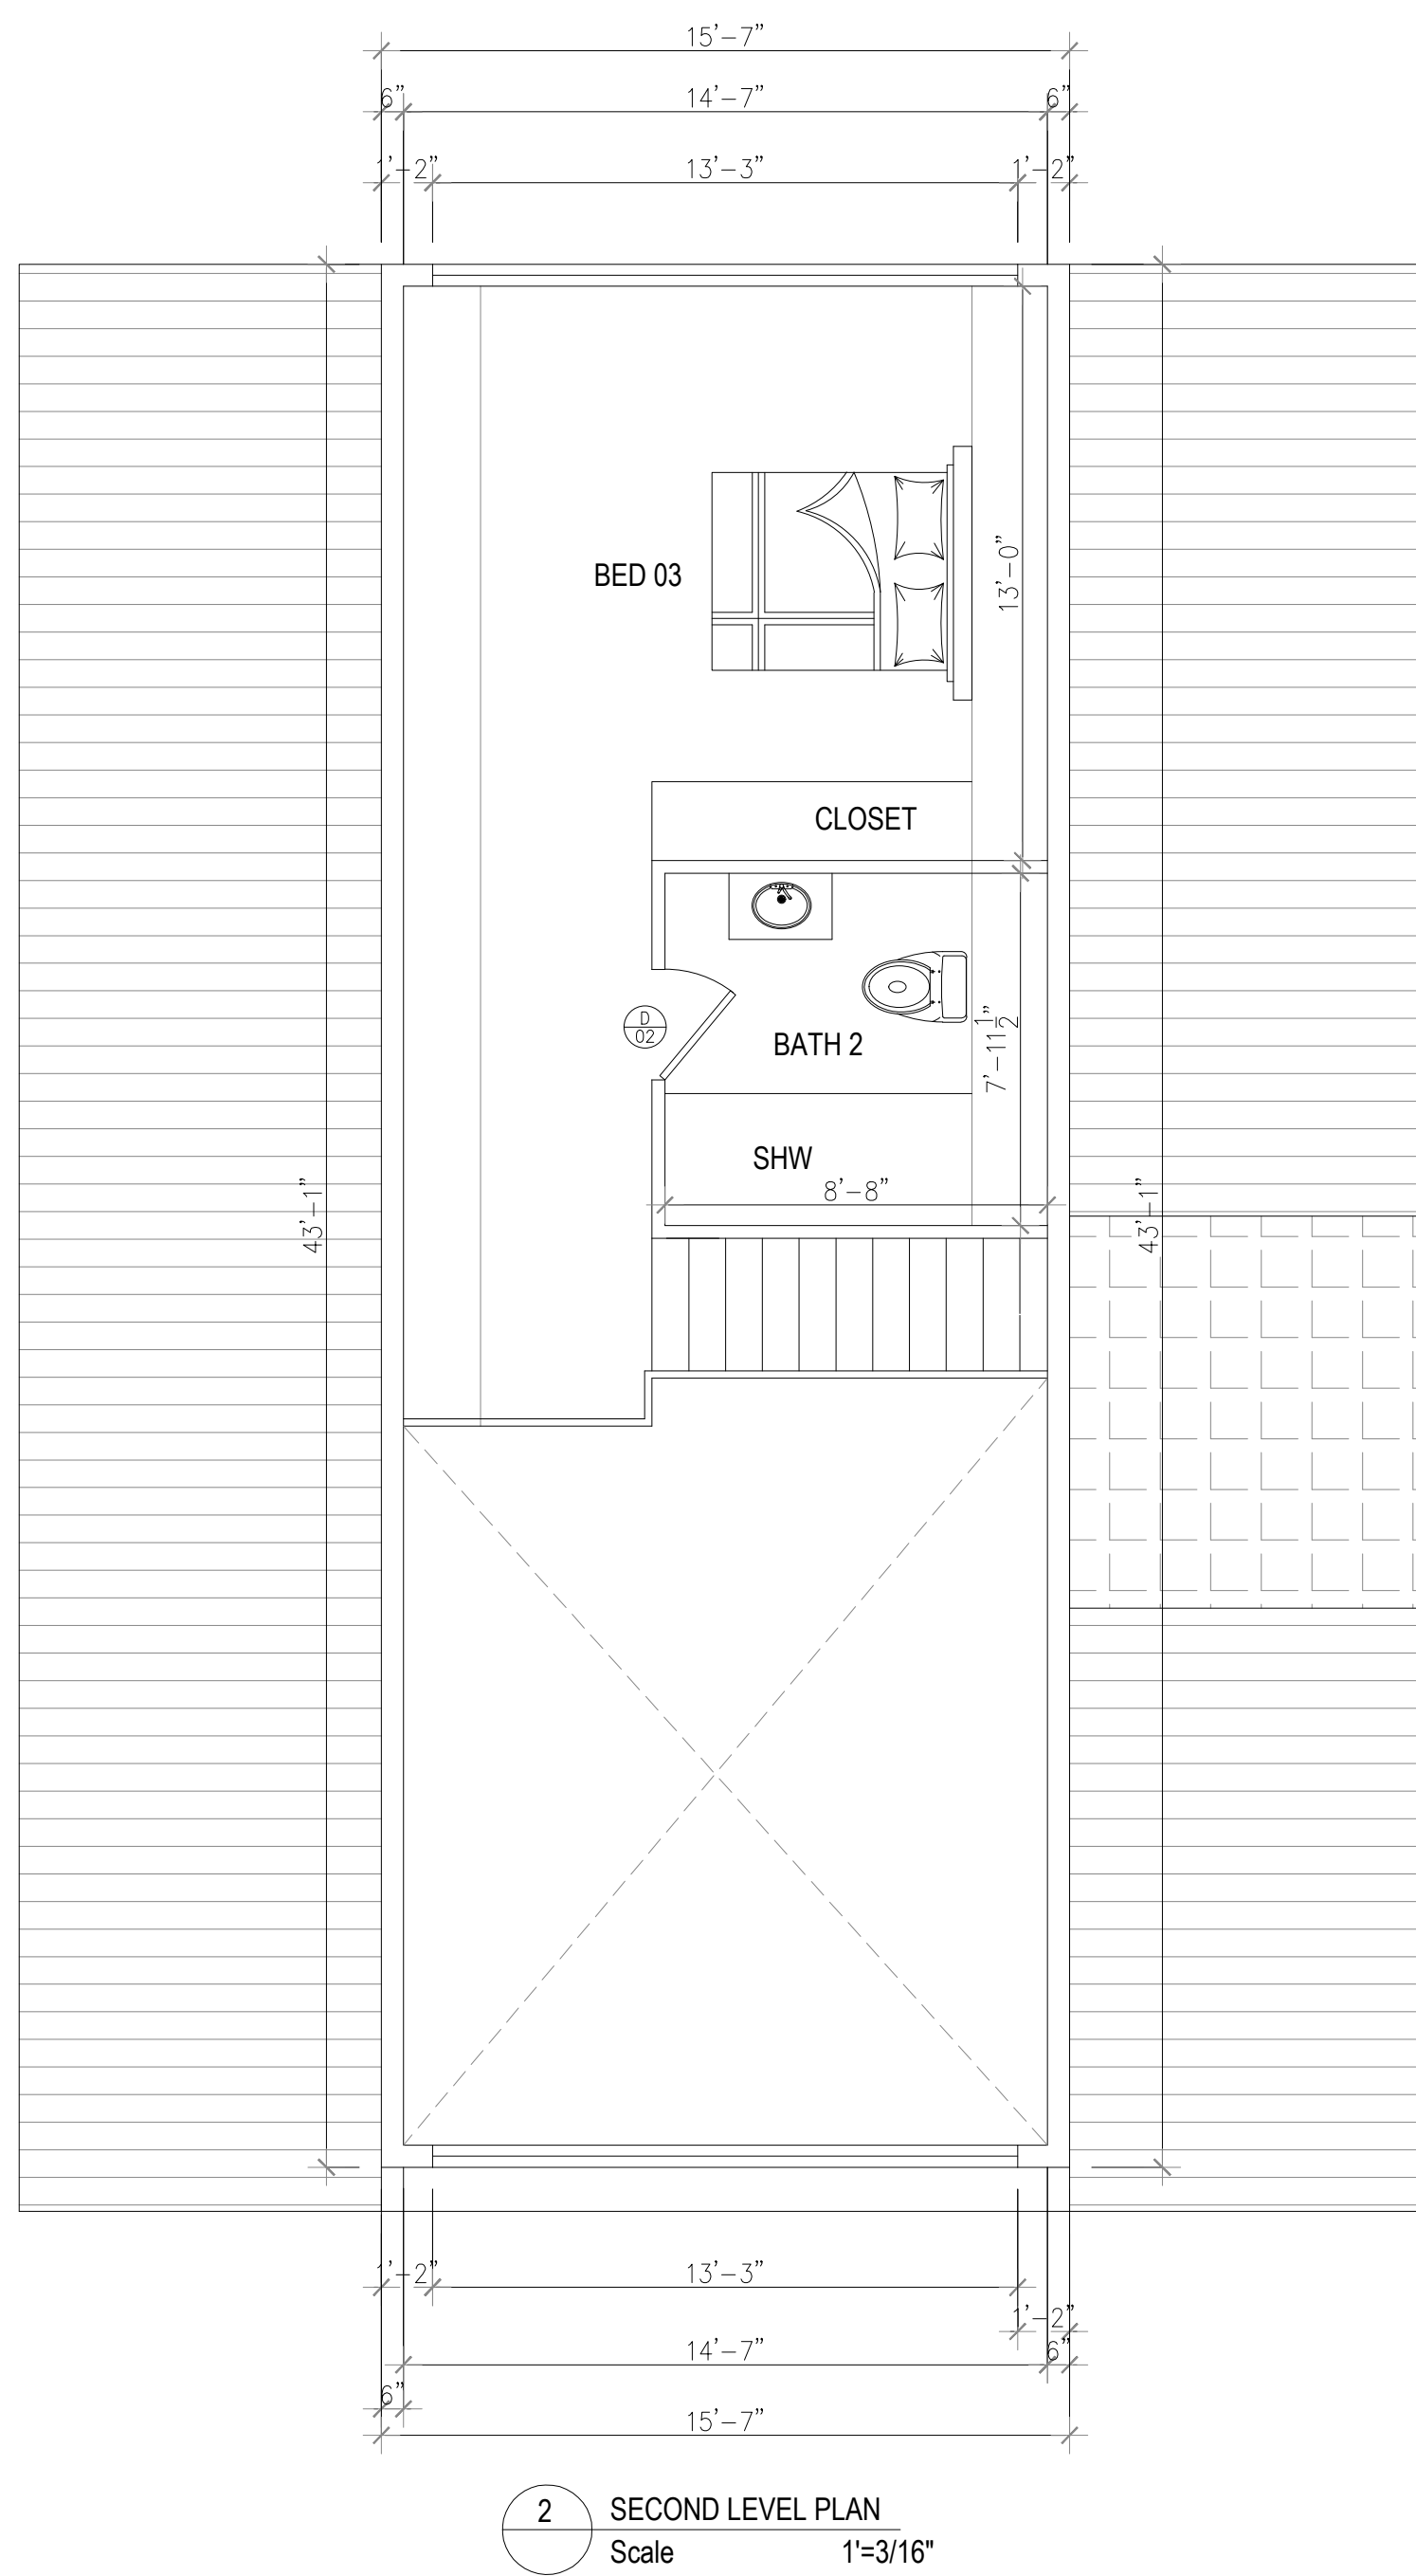 15'-7"
6" 14'-7" 6"
1'-2" 13'-3" 1'-2"
BED 03
13'-0"
CLOSET
D
02
BATH 2
7'-11 1/2"
SHW
8'-8"
43'-1"
43'-1"
1'-2" 13'-3"
1'-2"
14'-7" 6"
6"
15'-7"
2 SECOND LEVEL PLAN
Scale 1'=3/16"